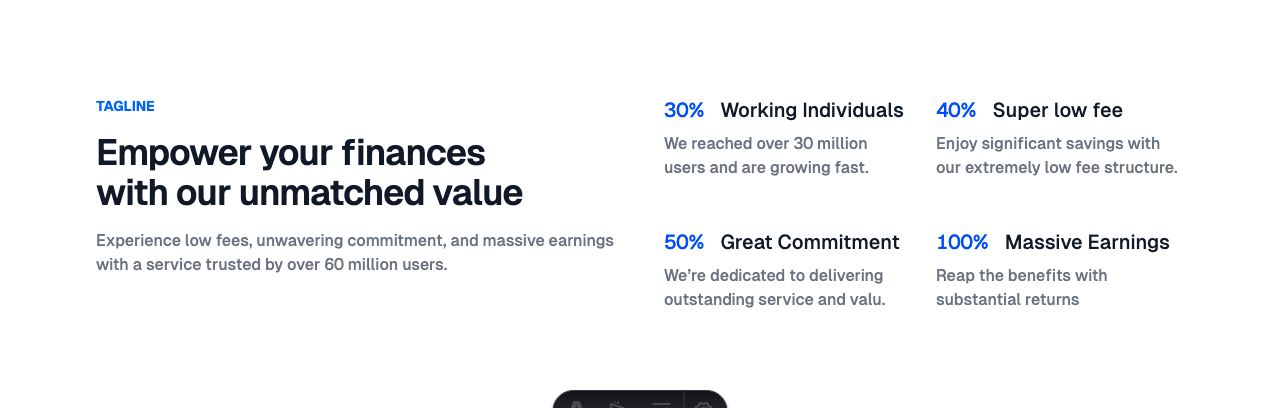 TAGLINE
Empower your finances
with our unmatched value
Experience low fees, unwavering commitment, and massive earnings
with a service trusted by over 60 million users.
30% Working Individuals
We reached over 30 million
users and are growing fast.
40% Super low fee
Enjoy significant savings with
our extremely low fee structure.
50% Great Commitment
We’re dedicated to delivering
outstanding service and valu.
100% Massive Earnings
Reap the benefits with
substantial returns